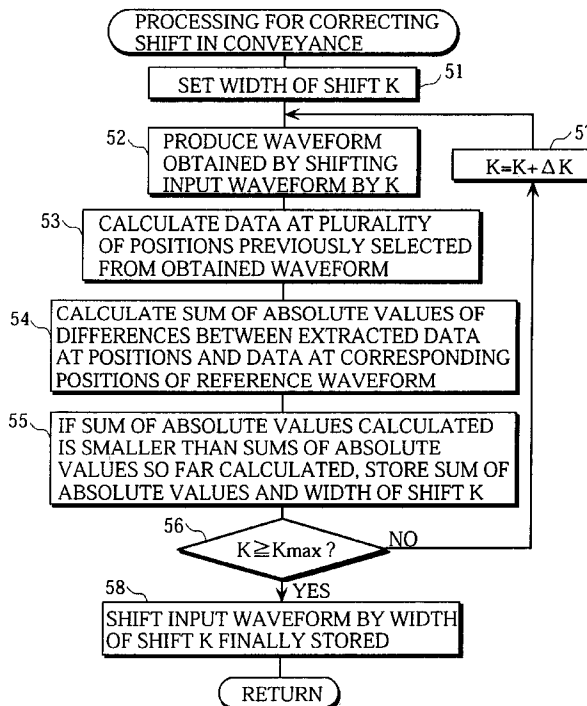 PROCESSING FOR CORRECTING
SHIFT IN CONVEYANCE
51
SET WIDTH OF SHIFT K
52
PRODUCE WAVEFORM
OBTAINED BY SHIFTING
INPUT WAVEFORM BY K
K=K+ΔK
53
CALCULATE DATA AT PLURALITY
OF POSITIONS PREVIOUSLY SELECTED
FROM OBTAINED WAVEFORM
54
CALCULATE SUM OF ABSOLUTE VALUES OF
DIFFERENCES BETWEEN EXTRACTED DATA
AT POSITIONS AND DATA AT CORRESPONDING
POSITIONS OF REFERENCE WAVEFORM
55
IF SUM OF ABSOLUTE VALUES CALCULATED
IS SMALLER THAN SUMS OF ABSOLUTE
VALUES SO FAR CALCULATED, STORE SUM OF
ABSOLUTE VALUES AND WIDTH OF SHIFT K
56
K≧Kmax ?
NO
YES
58
SHIFT INPUT WAVEFORM BY WIDTH
OF SHIFT K FINALLY STORED
RETURN